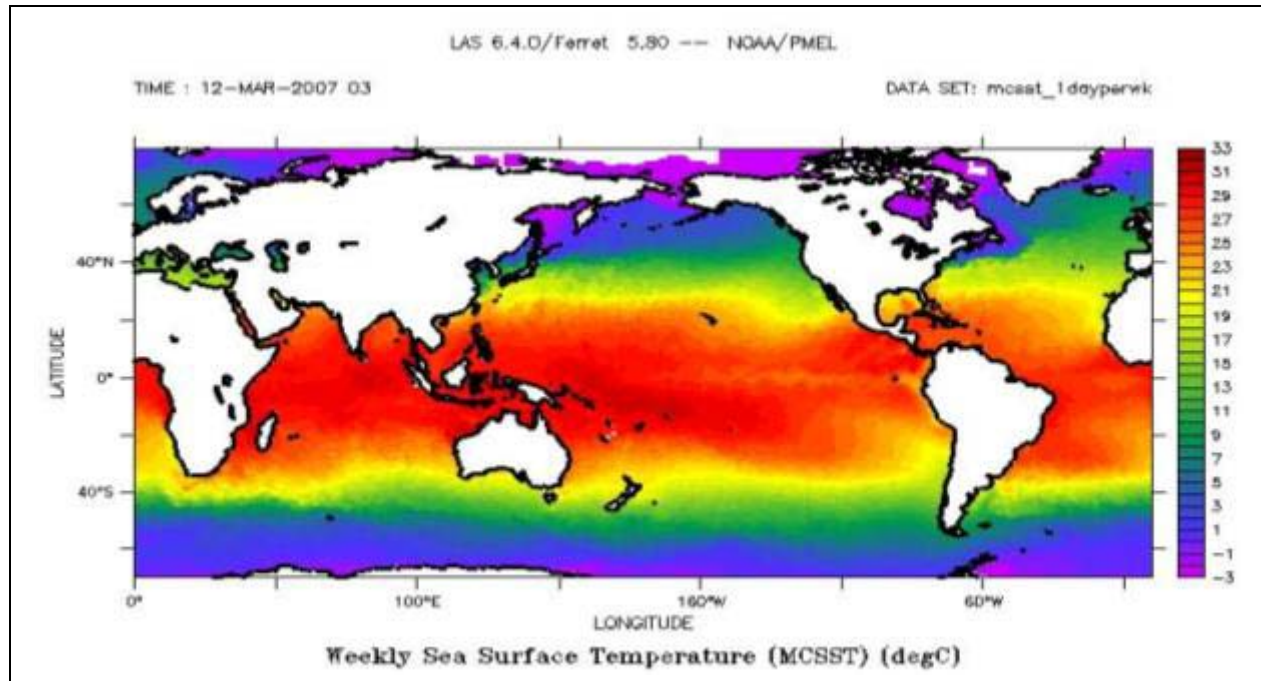 LAS 6.4.0/Ferret 5.80 -- NOAA/PMEL
TIME : 12-MAR-2007 03
DATA SET: mcsst_1dayperwk
33
31
29
27
25
23
21
19
17
15
13
11
9
7
5
3
1
-1
-3
40°N
0°
40°S
LATITUDE
0°
100°E
160°W
60°W
LONGITUDE
Weekly Sea Surface Temperature (MCSST) (degC)